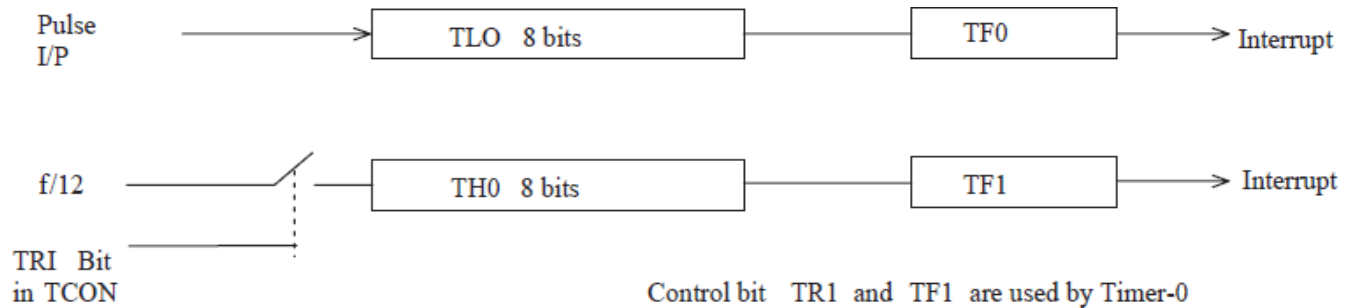 Pulse
I/P
TLO 8 bits
TF0
Interrupt
f/12
TH0 8 bits
TF1
Interrupt
TRI Bit
in TCON
Control bit TR1 and TF1 are used by Timer-0